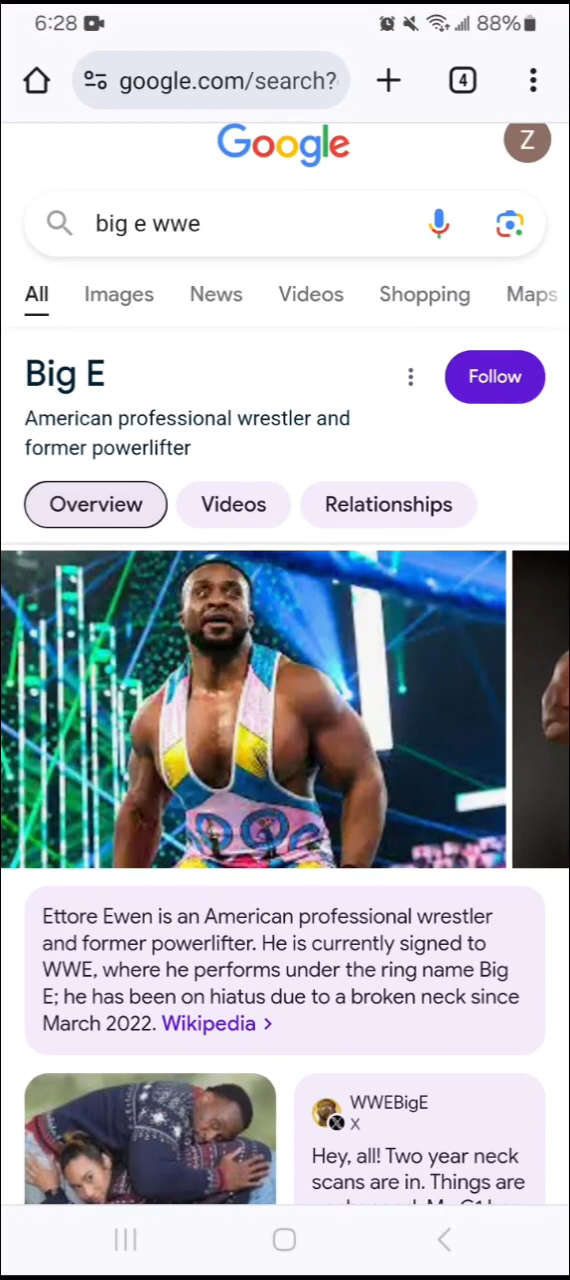 6:28
88%
google.com/search?
4
Google
Z
big e wwe
All Images News Videos Shopping Maps
Big E
Follow
American professional wrestler and
former powerlifter
Overview Videos Relationships
Ettore Ewen is an American professional wrestler
and former powerlifter. He is currently signed to
WWE, where he performs under the ring name Big
E; he has been on hiatus due to a broken neck since
March 2022. Wikipedia >
WWEBigE
X
Hey, all! Two year neck
scans are in. Things are